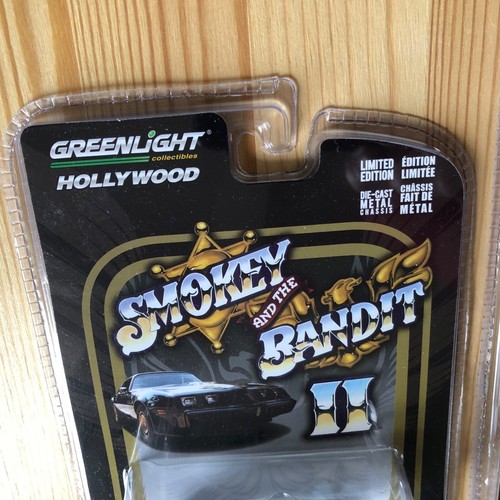 GREENLIGHT
collectibles
HOLLYWOOD
LIMITED
EDITION
ÉDITION
LIMITÉE
DIE-CAST
METAL
CHASSIS
CHÂSSIS
FAIT DE
MÉTAL
SMOKEY
AND THE
BANDIT
II